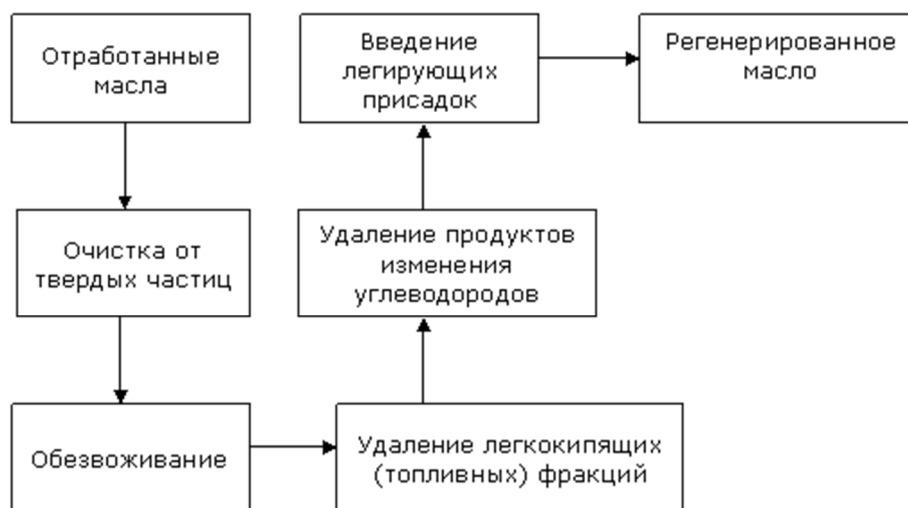 Отработанные
масла
Очистка от
твердых частиц
Обезвоживание
Удаление легкокипящих
(топливных) фракций
Удаление продуктов
изменения
углеводородов
Введение
легирующих
присадок
Регенерированное
масло